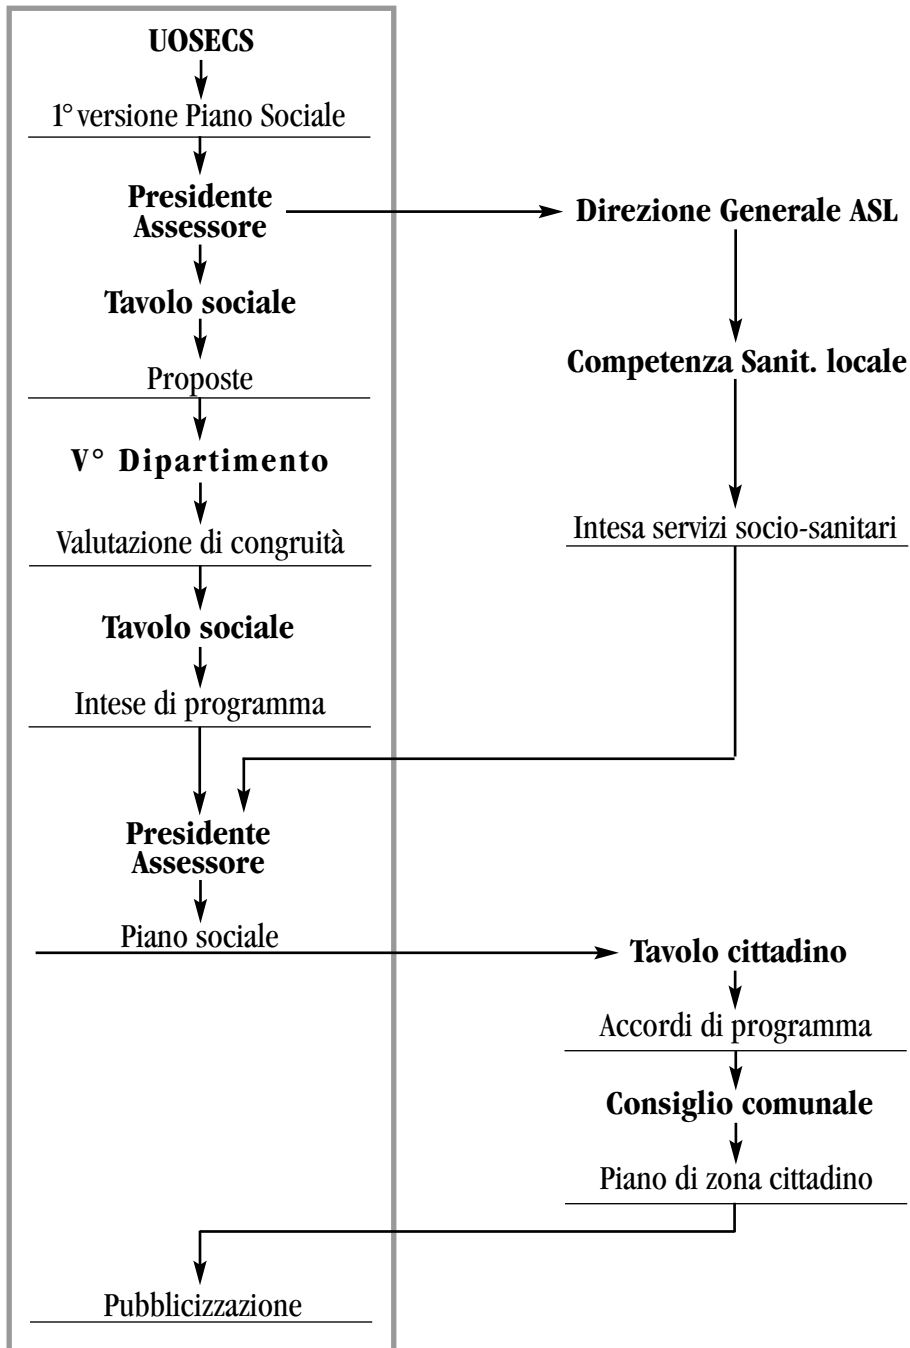 UOSECS
1° versione Piano Sociale
Presidente
Assessore
Direzione Generale ASL
Tavolo sociale
Competenza Sanit. locale
Proposte
V° Dipartimento
Intesa servizi socio-sanitari
Valutazione di congruità
Tavolo sociale
Intese di programma
Presidente
Assessore
Piano sociale
Tavolo cittadino
Accordi di programma
Consiglio comunale
Piano di zona cittadino
Pubblicizzazione